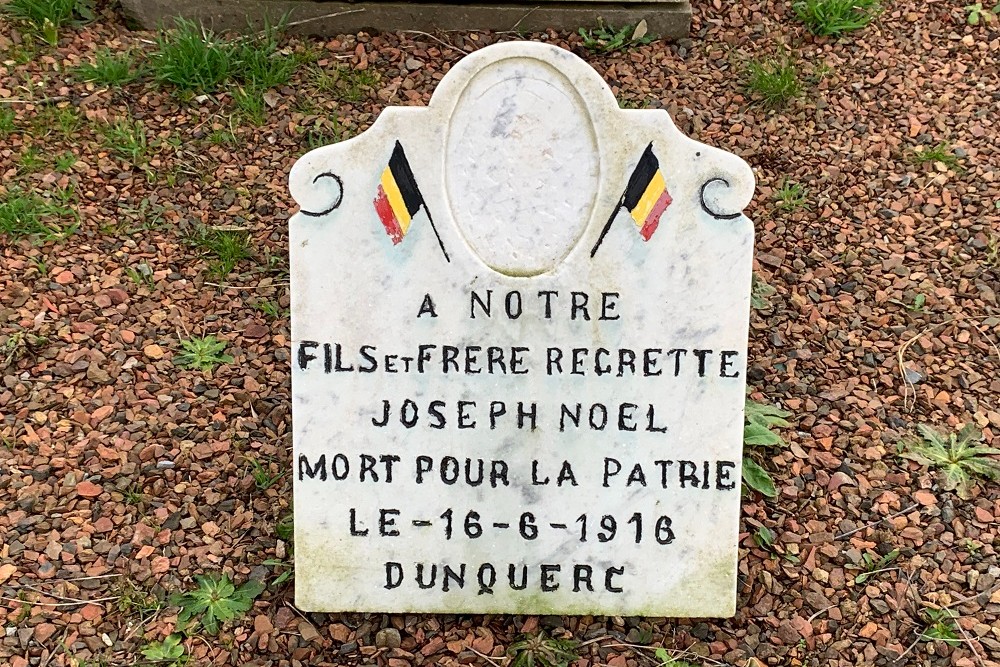 A NOTRE
FILS ET FRERE REGRETTE
JOSEPH NOEL
MORT POUR LA PATRIE
LE-16-6-1916
DUNQUERC